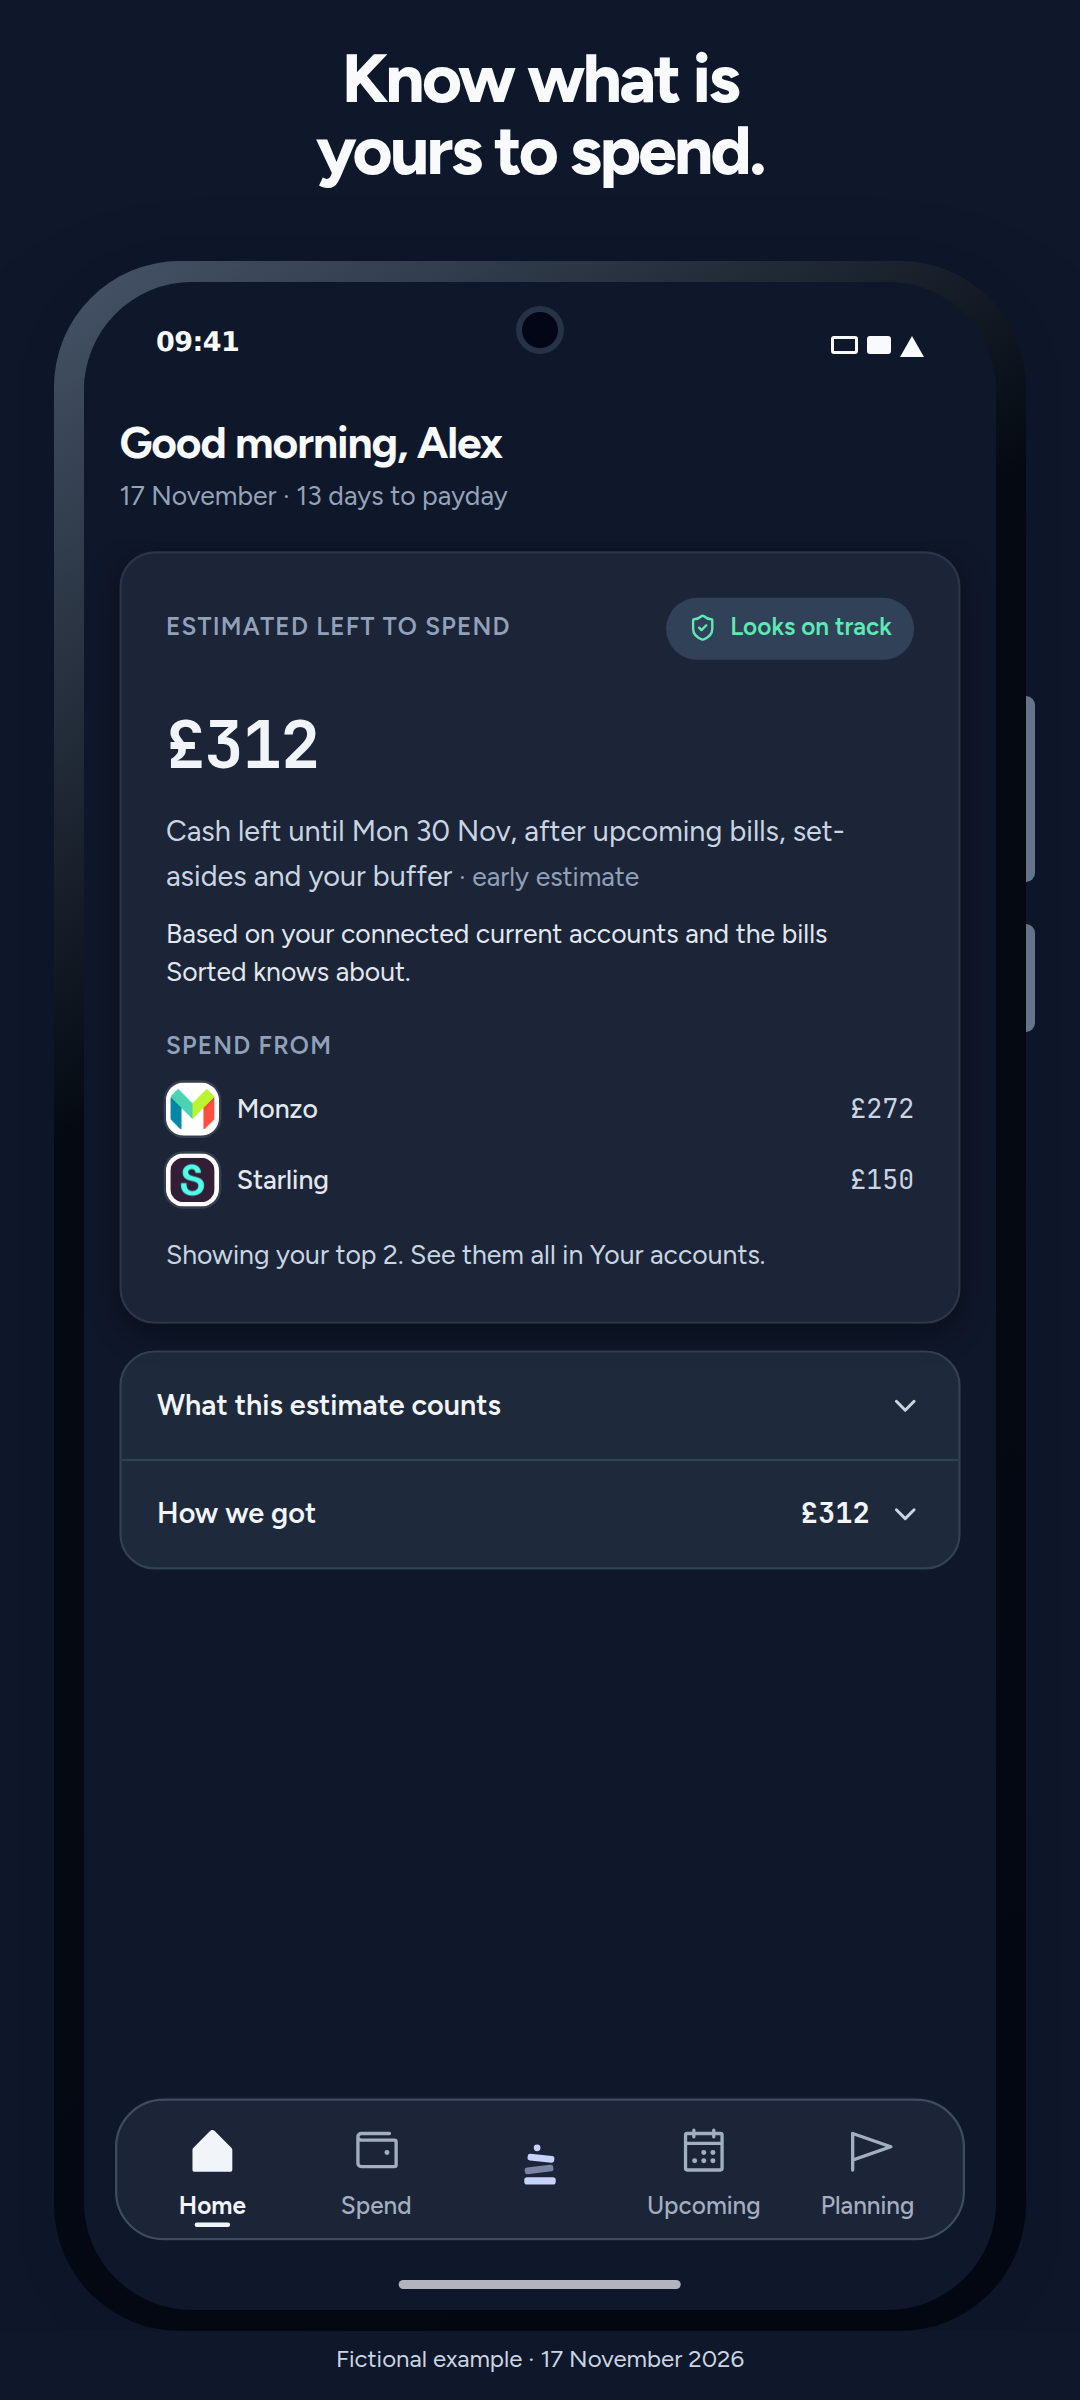 Know what is
yours to spend.
09:41
Good morning, Alex
17 November · 13 days to payday
ESTIMATED LEFT TO SPEND
Looks on track
£312
Cash left until Mon 30 Nov, after upcoming bills, set-
asides and your buffer · early estimate
Based on your connected current accounts and the bills
Sorted knows about.
SPEND FROM
Monzo £272
S Starling £150
Showing your top 2. See them all in Your accounts.
What this estimate counts
How we got £312
Home Spend Upcoming Planning
Fictional example · 17 November 2026